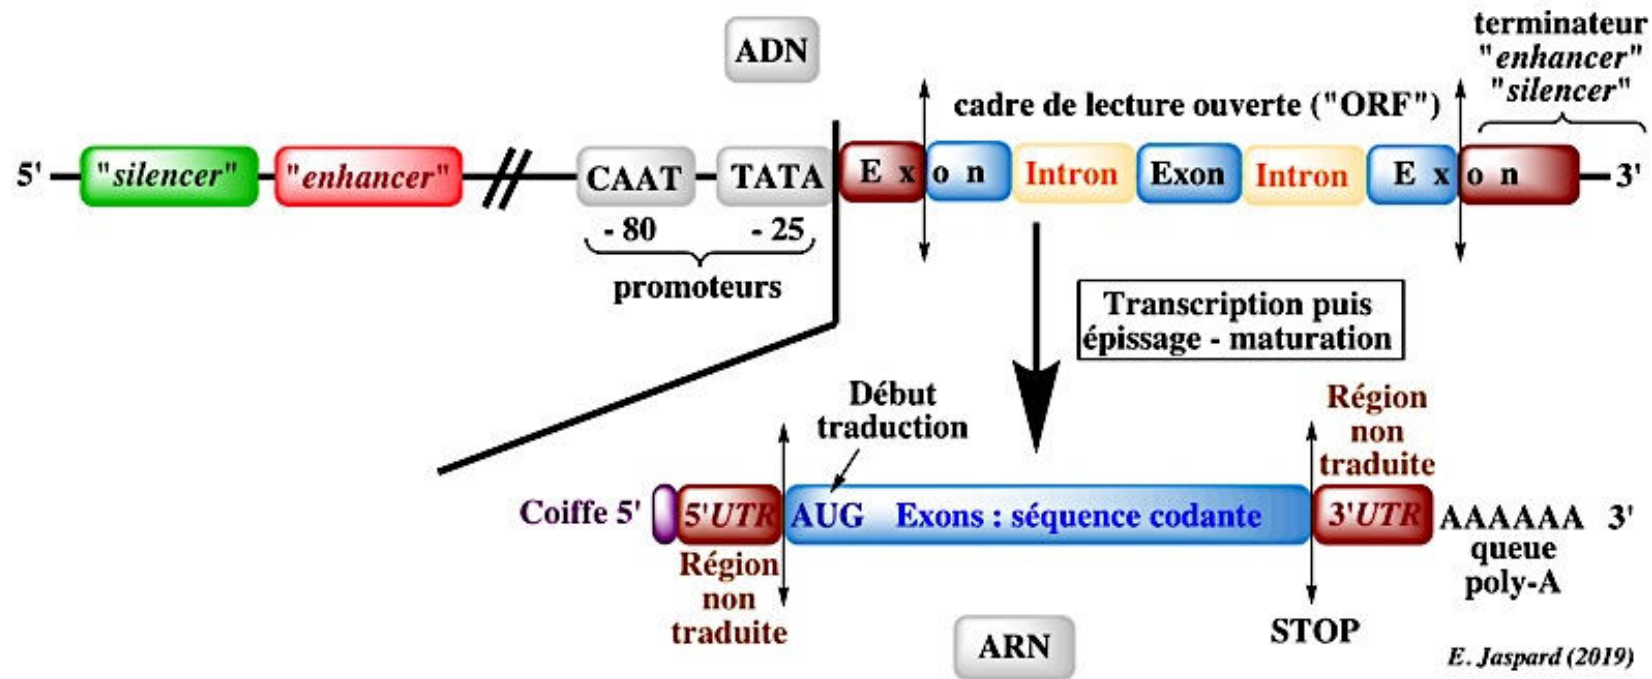 ADN
terminateur
"enhancer"
"silencer"
cadre de lecture ouverte ("ORF")
5' "silencer" "enhancer" CAAT TATA Exon Intron Exon Intron Exon 3'
- 80 - 25
promoteurs
Transcription puis
épissage - maturation
Début
traduction
Région
non
traduite
Coiffe 5' 5'UTR AUG Exons : séquence codante 3'UTR AAAAAA 3'
queue
poly-A
Région
non
traduite
STOP
ARN
E. Jaspard (2019)